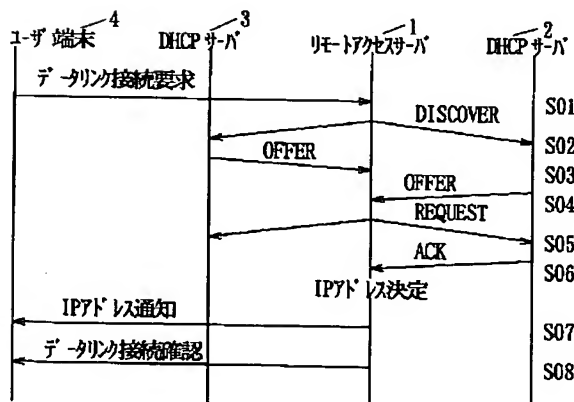 4 3 1 2
ユーザ端末 DHCPサーバ リモートアクセスサーバ DHCPサーバ
データリンク接続要求
S01
DISCOVER
S02
OFFER
S03
OFFER
S04
REQUEST
S05
ACK
S06
IPアドレス決定
IPアドレス通知
S07
データリンク接続確認
S08